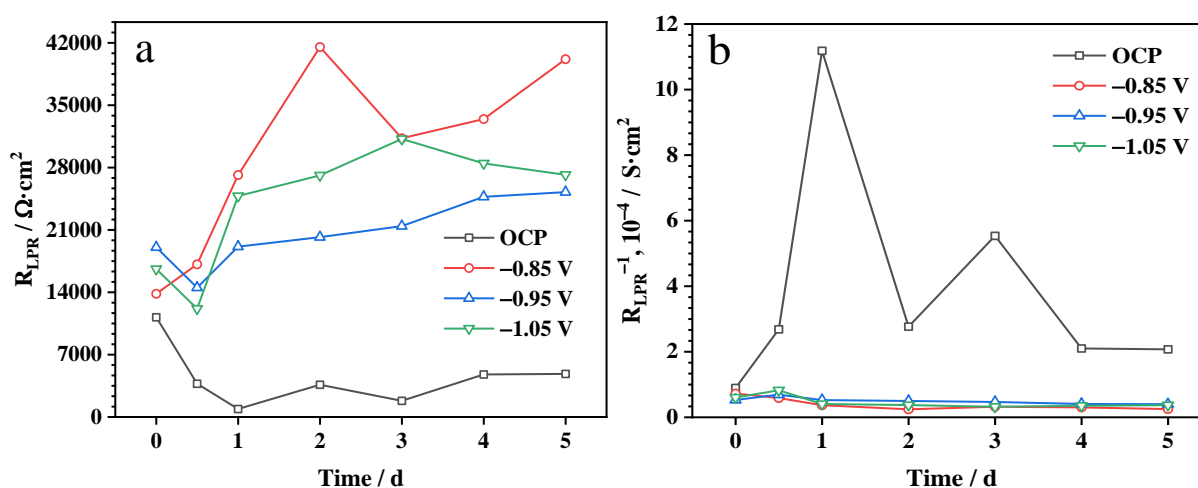 a
R_LPR / Ω·cm²
42000
35000
28000
21000
14000
7000
0
OCP
−0.85 V
−0.95 V
−1.05 V
0 1 2 3 4 5
Time / d
b
R_LPR⁻¹, 10⁻⁴ / S·cm²
12
10
8
6
4
2
0
OCP
−0.85 V
−0.95 V
−1.05 V
0 1 2 3 4 5
Time / d